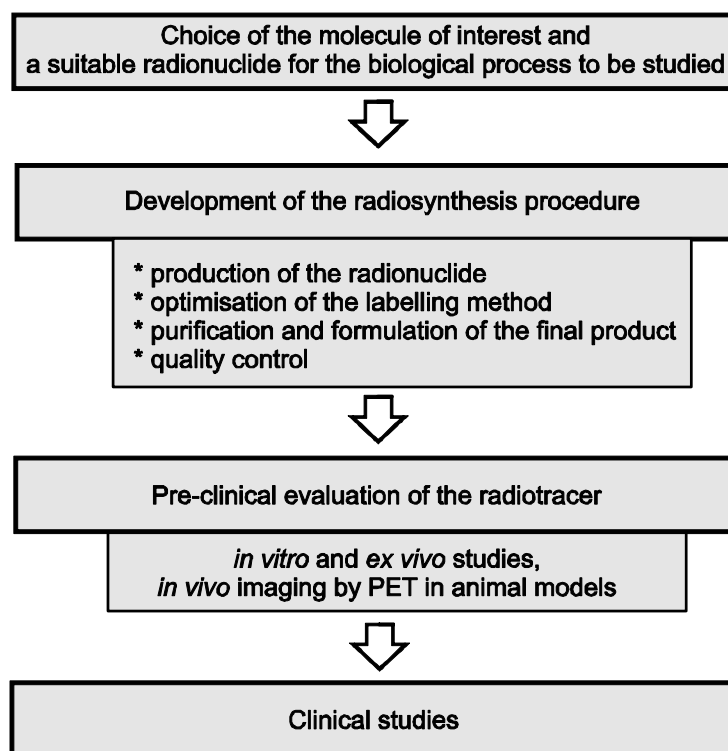 Choice of the molecule of interest and
a suitable radionuclide for the biological process to be studied
Development of the radiosynthesis procedure
* production of the radionuclide
* optimisation of the labelling method
* purification and formulation of the final product
* quality control
Pre-clinical evaluation of the radiotracer
in vitro and ex vivo studies,
in vivo imaging by PET in animal models
Clinical studies